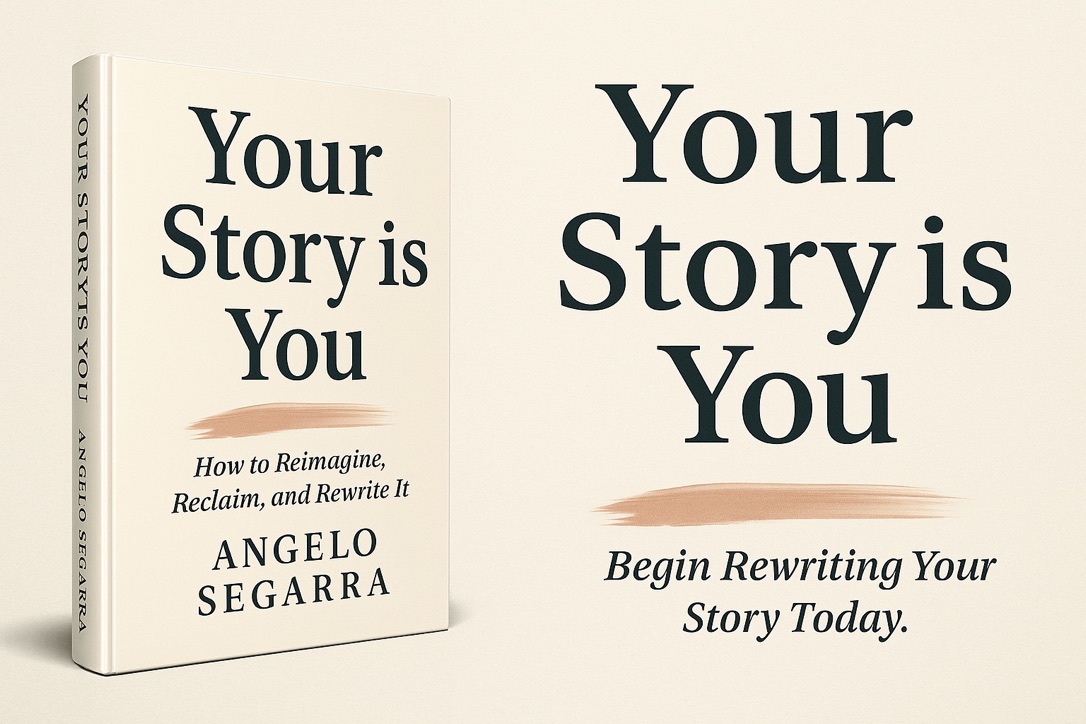 YOUR STORYTS YOU ANGELO SEGARRA
Your
Story is
You
How to Reimagine,
Reclaim, and Rewrite It
ANGELO
SEGARRA
Your
Story is
You
Begin Rewriting Your
Story Today.